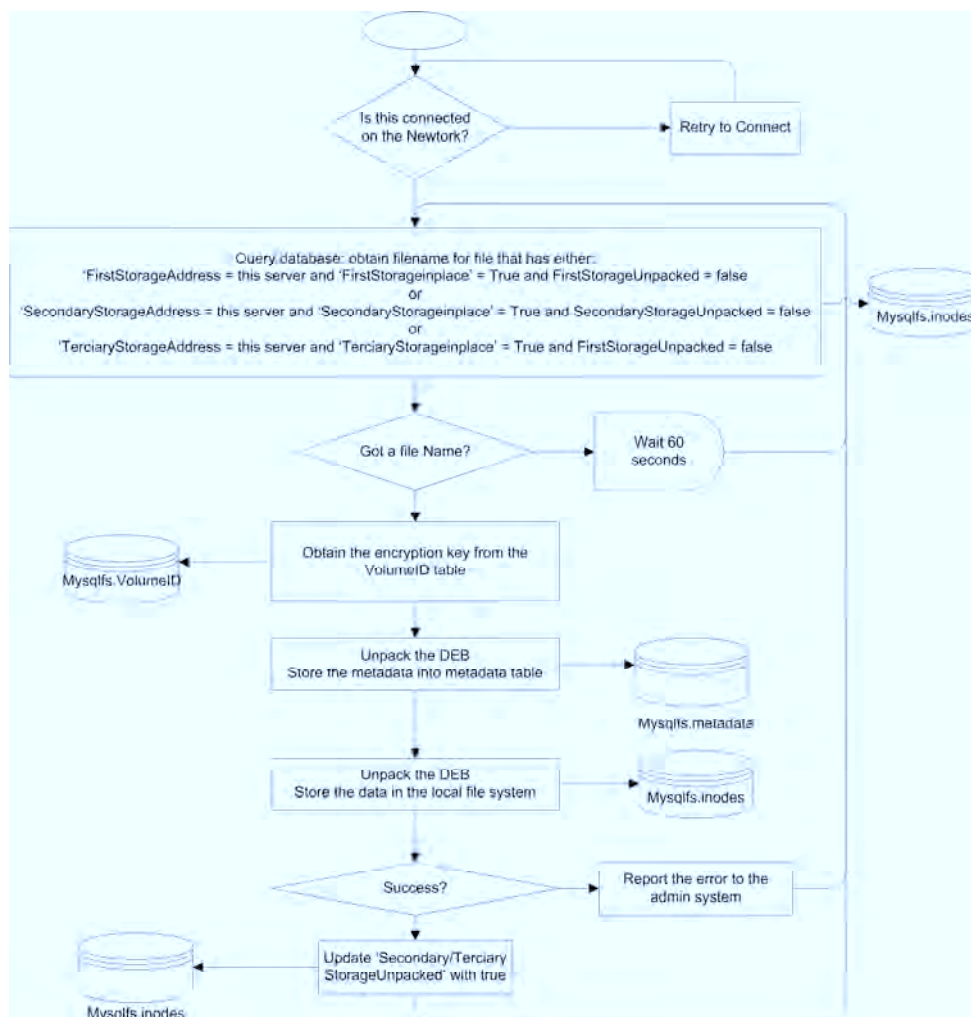 Is this connected
on the Newtork?
Retry to Connect
Query database: obtain filename for file that has either:
'FirstStorageAddress = this server and 'FirstStorageinplace' = True and FirstStorageUnpacked = false
or
'SecondaryStorageAddress = this server and 'SecondaryStorageinplace' = True and SecondaryStorageUnpacked = false
or
'TerciaryStorageAddress = this server and 'TerciaryStorageinplace' = True and FirstStorageUnpacked = false
Mysqlfs.inodes
Got a file Name?
Wait 60
seconds
Obtain the encryption key from the
VolumeID table
Mysqlfs.VolumeID
Unpack the DEB
Store the metadata into metadata table
Mysqlfs.metadata
Unpack the DEB
Store the data in the local file system
Mysqlfs.inodes
Success?
Report the error to the
admin system
Update 'Secondary/Terciary
StorageUnpacked' with true
Mysqlfs.inodes